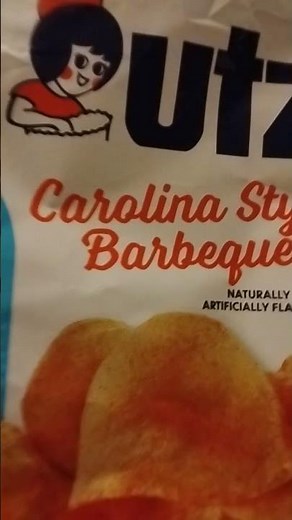 utz
Carolina Sty
Barbeque
NATURALLY
ARTIFICIALLY FLA